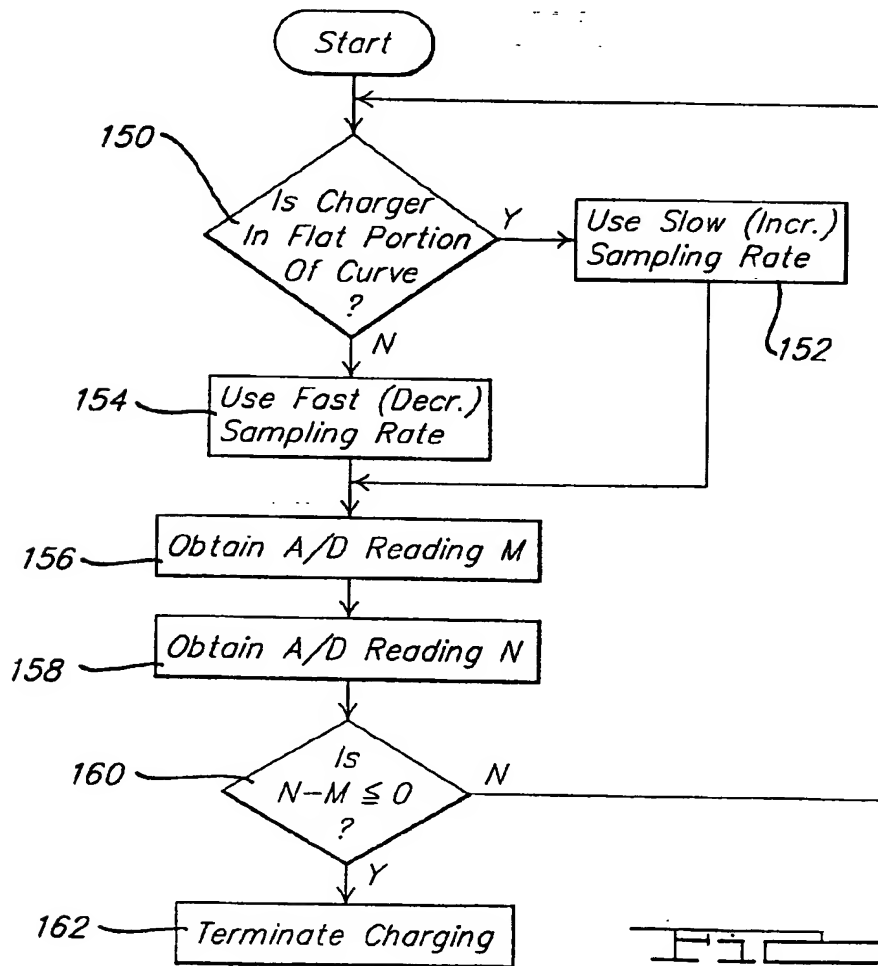 Start
150
Is Charger
In Flat Portion
Of Curve
?
Y
Use Slow (Incr.)
Sampling Rate
152
N
154
Use Fast (Decr.)
Sampling Rate
156
Obtain A/D Reading M
158
Obtain A/D Reading N
160
Is
N-M ≦ 0
?
N
Y
162
Terminate Charging